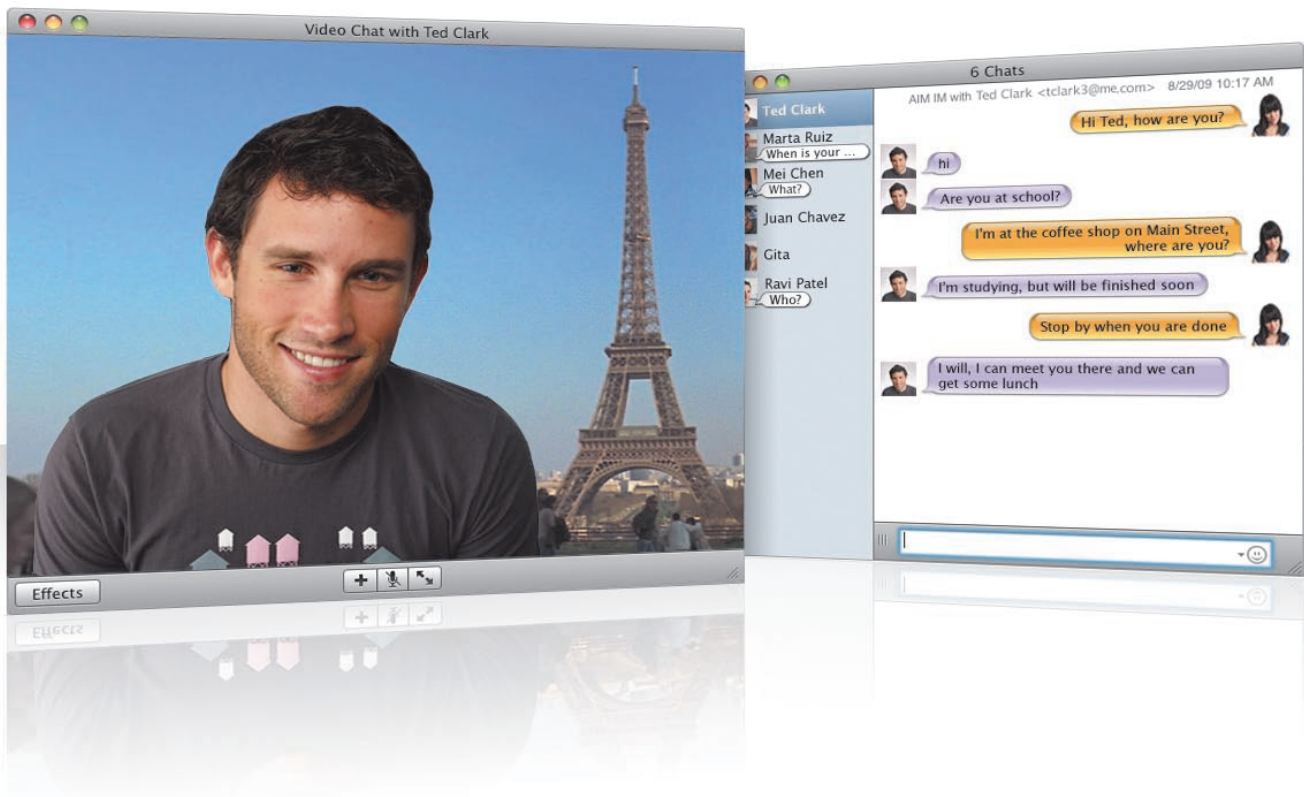 Video Chat with Ted Clark
Effects
6 Chats
Ted Clark
Marta Ruiz
When is your ...
Mei Chen
What?
Juan Chavez
Gita
Ravi Patel
Who?
AIM IM with Ted Clark <tclark3@me.com> 8/29/09 10:17 AM
Hi Ted, how are you?
hi
Are you at school?
I'm at the coffee shop on Main Street,
where are you?
I'm studying, but will be finished soon
Stop by when you are done
I will, I can meet you there and we can
get some lunch